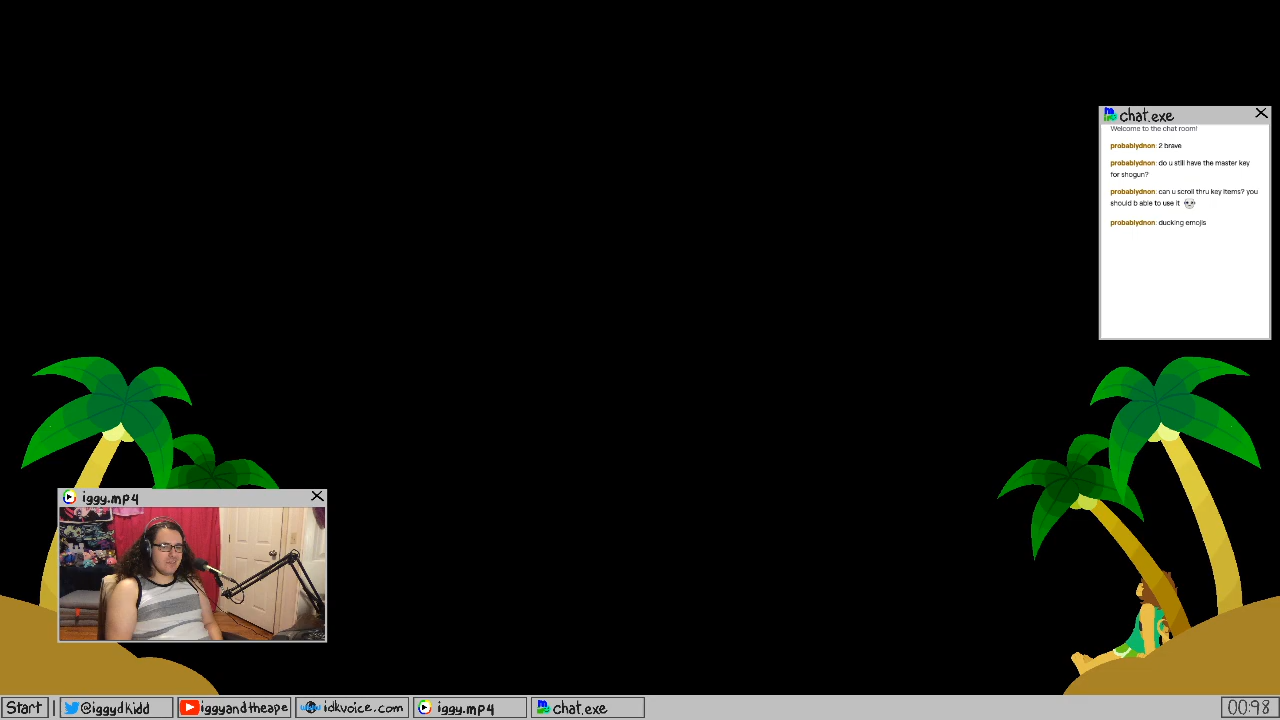 chat.exe
Welcome to the chat room!
probablydnon: 2 brave
probablydnon: do u still have the master key
for shogun?
probablydnon: can u scroll thru key items? you
should b able to use it
probablydnon: ducking emojis
iggy.mp4
Start | @iggydkidd iggyandtheape idkvoice.com iggy.mp4 chat.exe 00:98